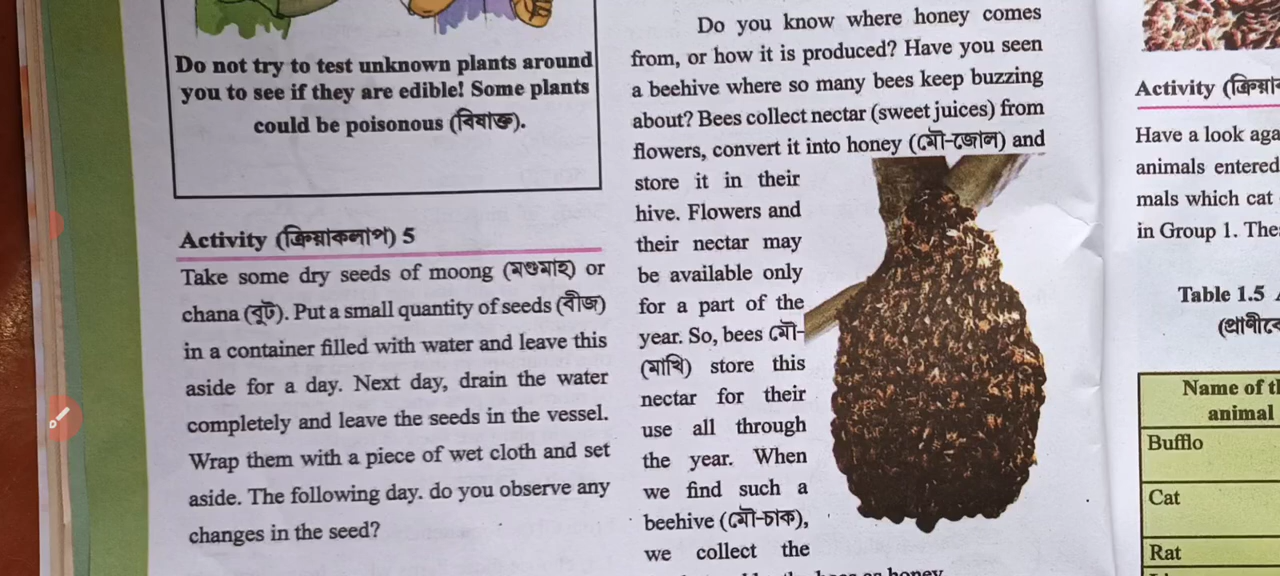 Do not try to test unknown plants around
you to see if they are edible! Some plants
could be poisonous (বিষাক্ত).
Activity (ক্ৰিয়াকলাপ) 5
Take some dry seeds of moong (মগুমাহ) or
chana (বুট). Put a small quantity of seeds (বীজ)
in a container filled with water and leave this
aside for a day. Next day, drain the water
completely and leave the seeds in the vessel.
Wrap them with a piece of wet cloth and set
aside. The following day. do you observe any
changes in the seed?
Do you know where honey comes
from, or how it is produced? Have you seen
a beehive where so many bees keep buzzing
about? Bees collect nectar (sweet juices) from
flowers, convert it into honey (মৌ-জোল) and
store it in their
hive. Flowers and
their nectar may
be available only
for a part of the
year. So, bees মৌ-
(মাখি) store this
nectar for their
use all through
the year. When
we find such a
beehive (মৌ-চাক),
we collect the
honey
Activity
Have a look aga
animals entered
mals which cat
in Group 1. The
Table 1.5
Name of th
animal
Bufflo
Cat
Rat